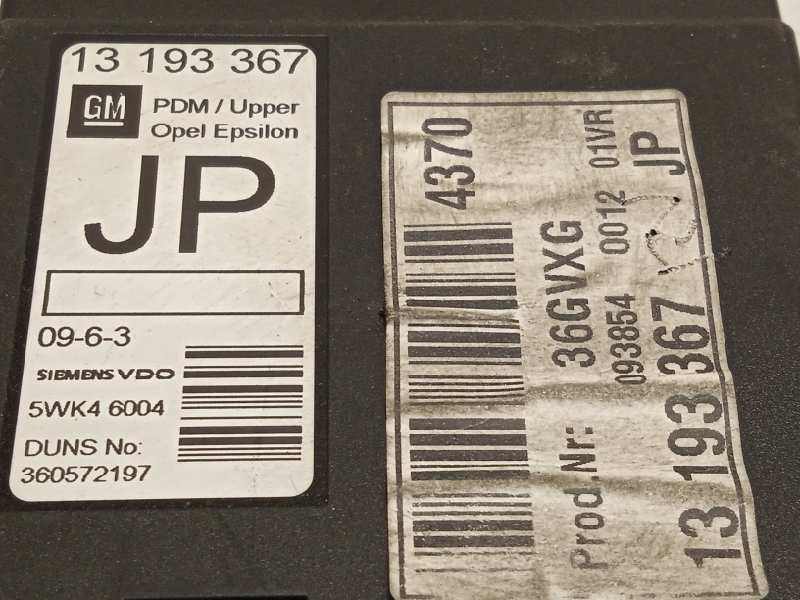 13 193 367
GM
PDM / Upper
Opel Epsilon
JP
09-6-3
SIEMENS VDO
5WK4 6004
DUNS No:
360572197
4370
Prod.Nr: 36GVXG
093854 0012 01VR
13 193 367 JP